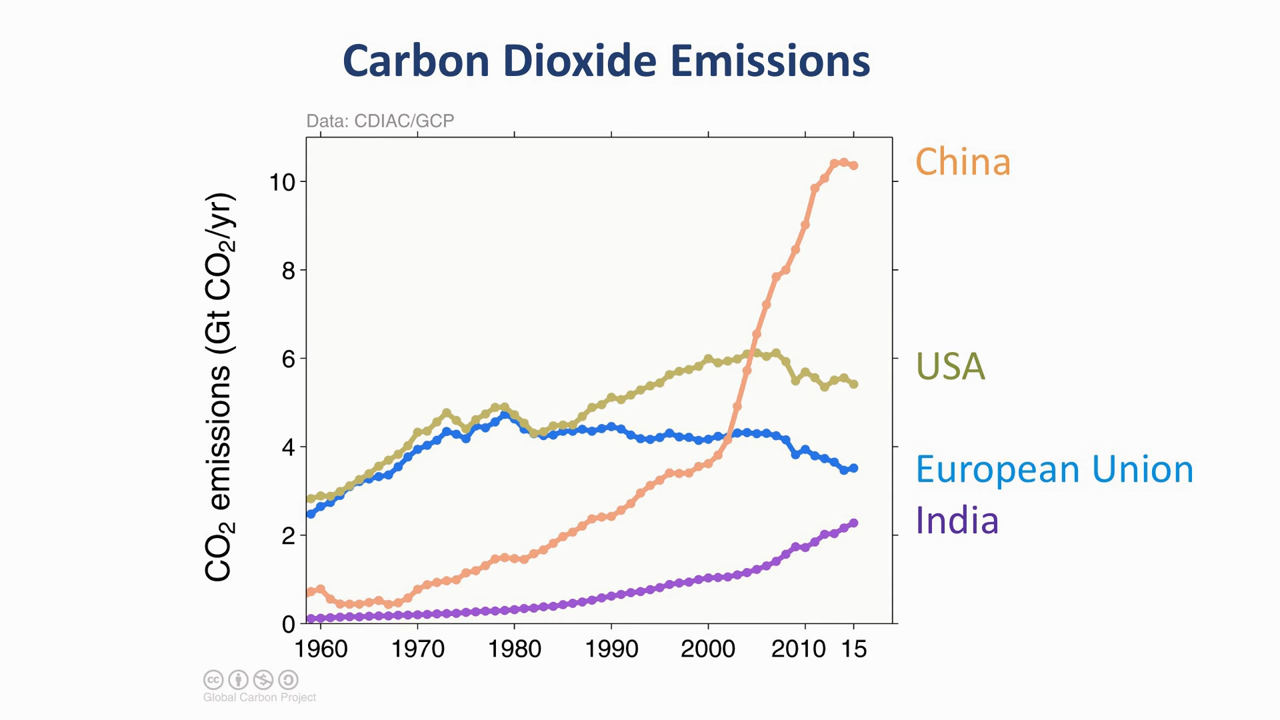 Carbon Dioxide Emissions
Data: CDIAC/GCP
CO₂ emissions (Gt CO₂/yr)
10
8
6
4
2
0
1960 1970 1980 1990 2000 2010 15
China
USA
European Union
India
cc
Global Carbon Project